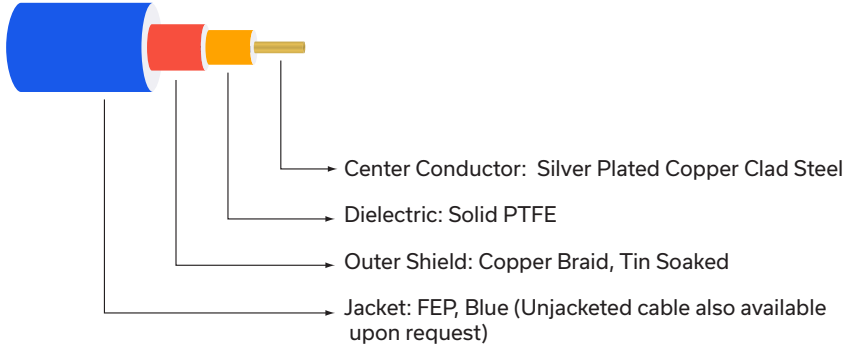 Center Conductor: Silver Plated Copper Clad Steel
Dielectric: Solid PTFE
Outer Shield: Copper Braid, Tin Soaked
Jacket: FEP, Blue (Unjacketed cable also available
upon request)